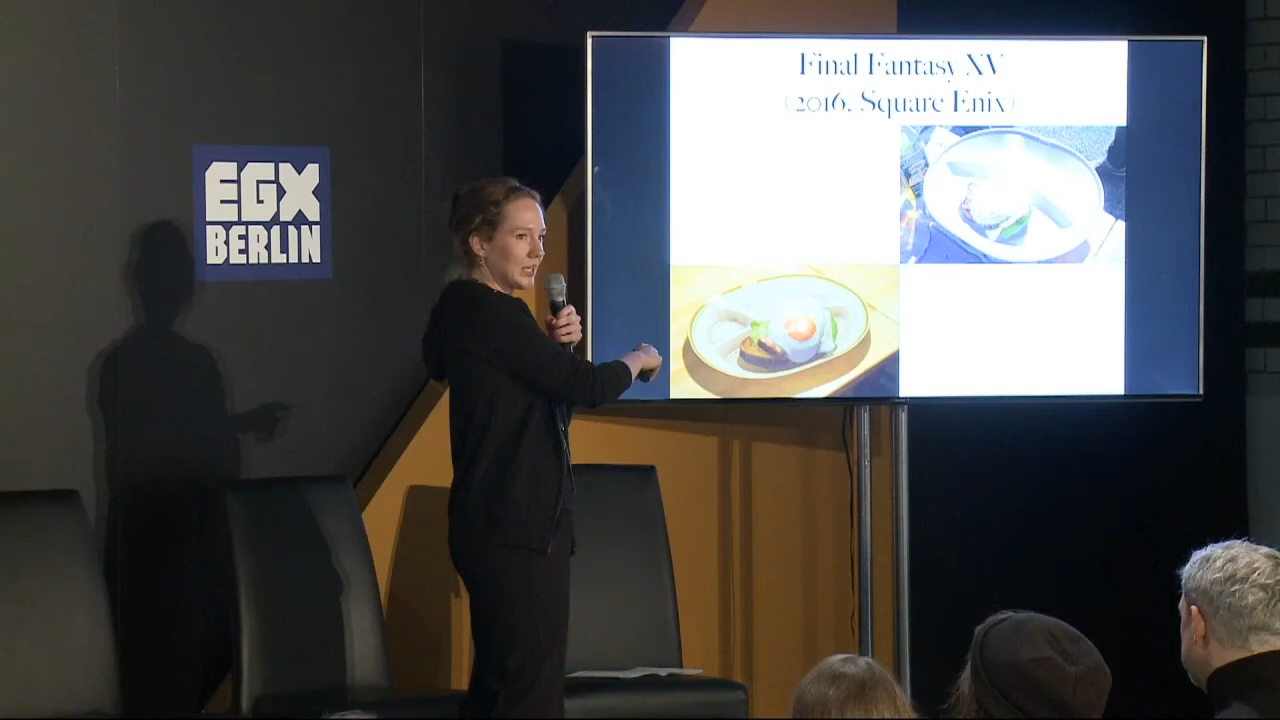 EGX
BERLIN
Final Fantasy XV
(2016, Square Enix)